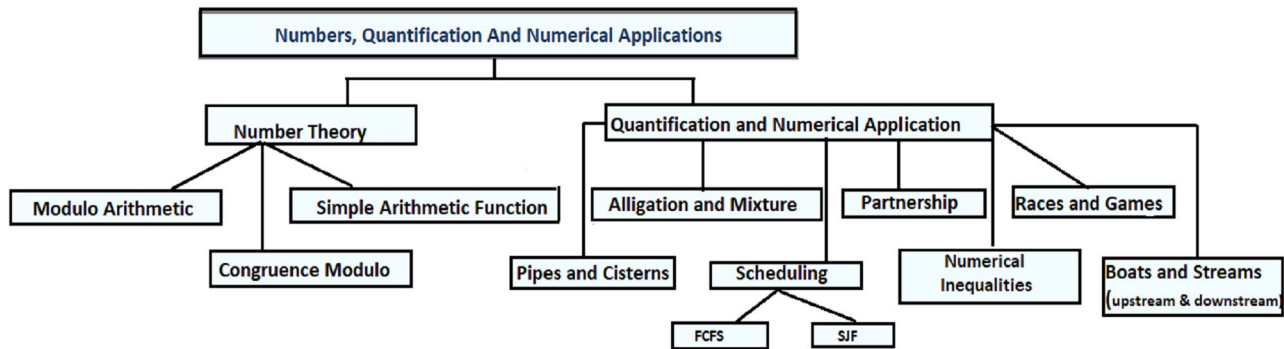 Numbers, Quantification And Numerical Applications
Number Theory
Quantification and Numerical Application
Modulo Arithmetic
Simple Arithmetic Function
Alligation and Mixture
Partnership
Races and Games
Congruence Modulo
Pipes and Cisterns
Scheduling
Numerical
Inequalities
Boats and Streams
(upstream & downstream)
FCFS
SJF